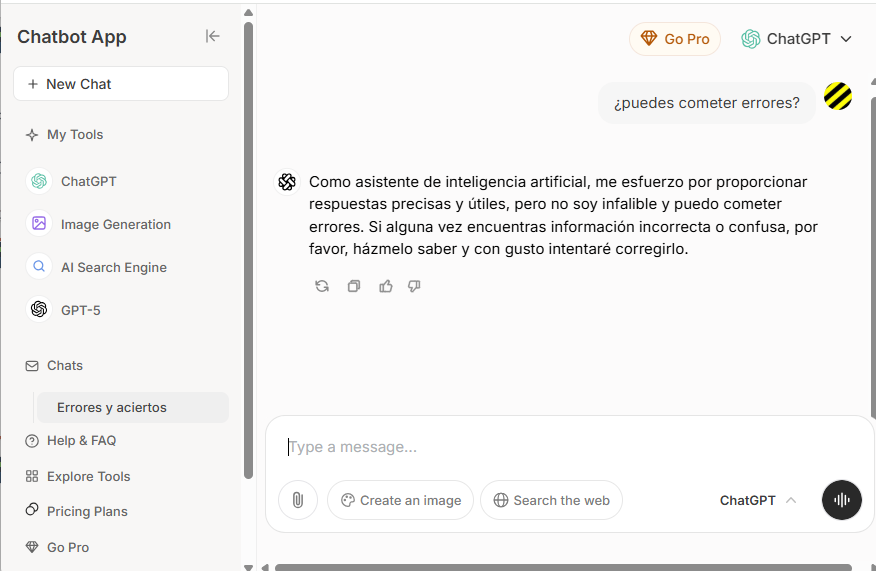 Chatbot App
New Chat
My Tools
ChatGPT
Image Generation
AI Search Engine
GPT-5
Chats
Errores y aciertos
Help & FAQ
Explore Tools
Pricing Plans
Go Pro
Go Pro
ChatGPT
¿puedes cometer errores?
Como asistente de inteligencia artificial, me esfuerzo por proporcionar
respuestas precisas y útiles, pero no soy infalible y puedo cometer
errores. Si alguna vez encuentras información incorrecta o confusa, por
favor, házmelo saber y con gusto intentaré corregirlo.
Type a message...
Create an image
Search the web
ChatGPT